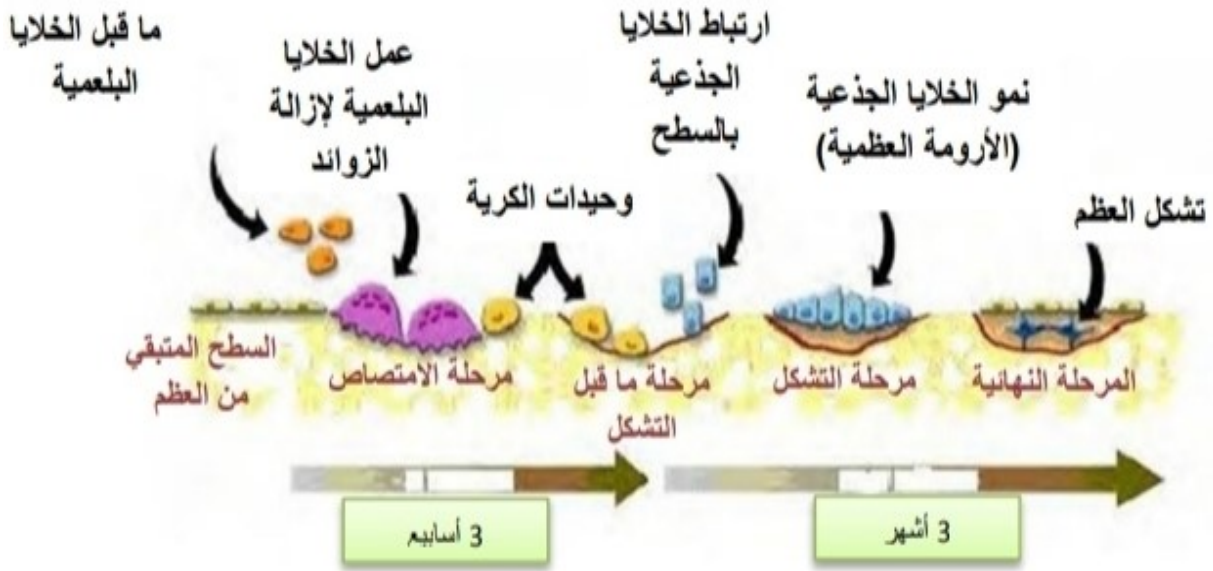 ما قبل الخلايا
البلعمية
عمل الخلايا
البلعمية لإزالة
الزوائد
وحيدات الكرية
ارتباط الخلايا
الجذعية
بالسطح
نمو الخلايا الجذعية
(الأرومة العظمية)
تشكل العظم
السطح المتبقي
من العظم
مرحلة الامتصاص
مرحلة ما قبل
التشكل
مرحلة التشكل
المرحلة النهائية
3 أسابيع
3 أشهر